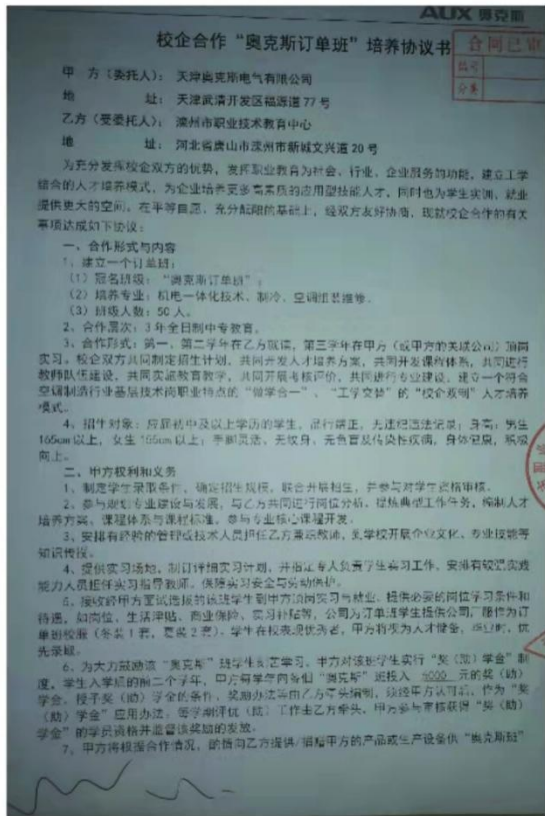 AUX 奥克斯
校企合作“奥克斯订单班”培养协议书
合同已审
编号
分类
甲 方（委托人）： 天津奥克斯电气有限公司
地 址： 天津武清开发区福源道 77 号
乙方（受委托人）： 滦州市职业技术教育中心
地 址： 河北省唐山市滦州市新城文兴道 20 号
为充分发挥校企双方的优势，发挥职业教育为社会、行业、企业服务的功能，建立工学
结合的人才培养模式，为企业培养更多高素质的应用型技能人才，同时也为学生实训、就业
提供更大的空间，在平等自愿、充分酝酿的基础上，经双方友好协商，现就校企合作的有关
事项达成如下协议：
一、合作形式与内容
1、建立一个订单班：
（1）冠名班级：“奥克斯订单班”；
（2）培养专业：机电一体化技术、制冷、空调组装维修。
（3）班级人数：50 人。
2、合作层次：3 年全日制中专教育。
3、合作形式：第一、第二学年在乙方就读，第三学年在甲方（或甲方的关联公司）顶岗
实习。校企双方共同制定招生计划，共同开发人才培养方案，共同开发课程体系，共同进行
教师队伍建设，共同实施教育教学，共同开展考核评价，共同进行专业建设，建立一个符合
空调制造行业基层技术岗职业特点的“做学合一”、“工学交替”的“校企双制”人才培养
模式。
4、招生对象：应届初中及以上学历的学生，品行端正，无违纪违法记录；身高：男生
165cm 以上，女生 155cm 以上；手脚灵活、无纹身、无色盲及传染性疾病，身体健康，积极
向上。
二、甲方权利和义务
1、制定学生录取条件、确定招生规模，联合开展招生，并参与对学生资格审核。
2、参与规划专业建设与发展，与乙方共同进行岗位分析、提炼典型工作任务，编制人才
培养方案、课程体系与课程标准，参与专业核心课程开发。
3、安排有经验的管理或技术人员担任乙方兼职教师，到学校开展企业文化、专业技能等
知识传授。
4、提供实习场地，制订详细实习计划，并指定专人负责学生实习工作，安排有较强实践
能力人员担任实习指导教师，保障实习安全与劳动保护。
5、接收经甲方面试选拔的该班学生到甲方顶岗实习与就业，提供必要的岗位学习条件和
待遇，如岗位、生活津贴、商业保险、实习补贴等，公司为订单班学生提供公司厂服作为订
单班校服（冬装 1 套，夏装 2 套）。学生在校表现优秀者，甲方将视为人才储备，毕业时，优
先录取。
6、为大力鼓励该“奥克斯”班学生刻苦学习，甲方对该班学生实行“奖（助）学金”制
度，学生入学后的前二个学年，甲方每学年向每個“奥克斯”班投入 5000 元的奖（助）
学金，授予奖（助）学金的条件、奖励办法等由乙方牵头编制，该经甲方认可后，作为“奖
（助）学金”应用办法；每学期评优（助）工作由乙方牵头，甲方参与审核获得“奖（助）
学金”的学员资格并监督该奖励的发放。
7、甲方将根据合作情况，酌情向乙方提供/捐赠甲方的产品或生产设备供“奥克斯班”